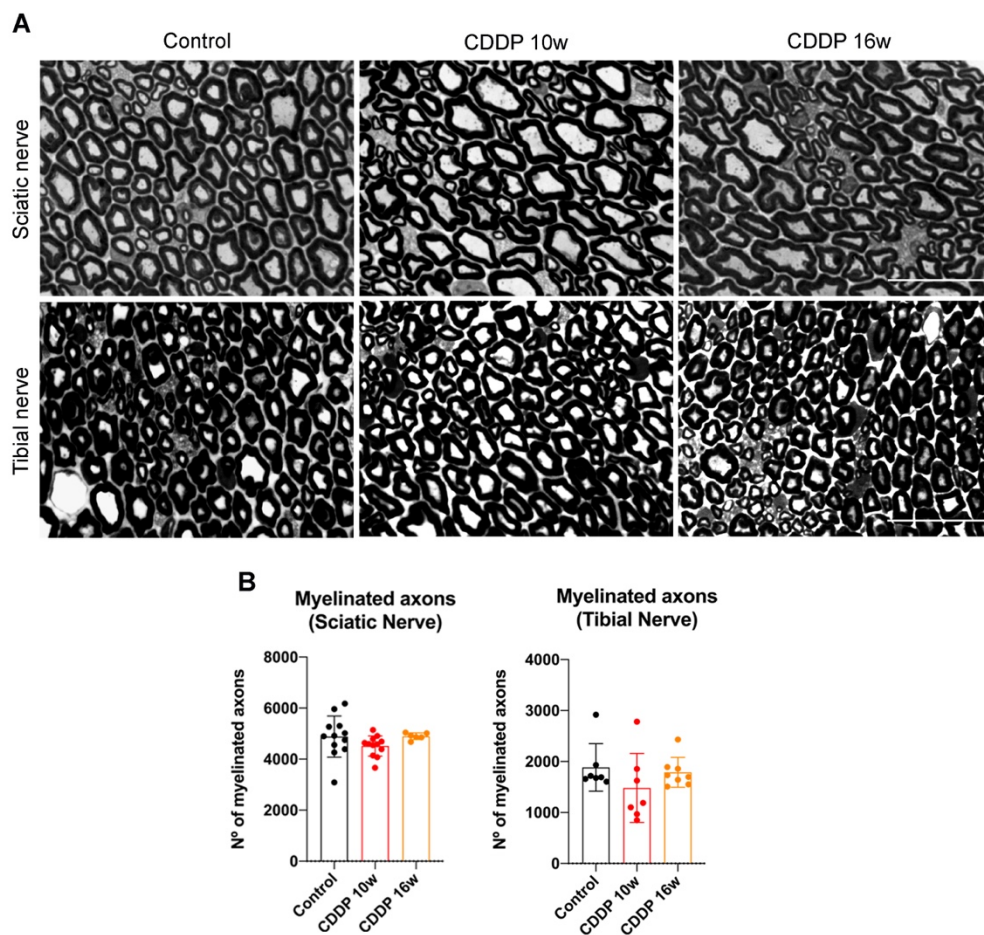 A
Control
CDDP 10w
CDDP 16w
Sciatic nerve
Tibial nerve
B
Myelinated axons
(Sciatic Nerve)
Nº of myelinated axons
8000
6000
4000
2000
0
Control
CDDP 10w
CDDP 16w
Myelinated axons
(Tibial Nerve)
Nº of myelinated axons
4000
3000
2000
1000
0
Control
CDDP 10w
CDDP 16w